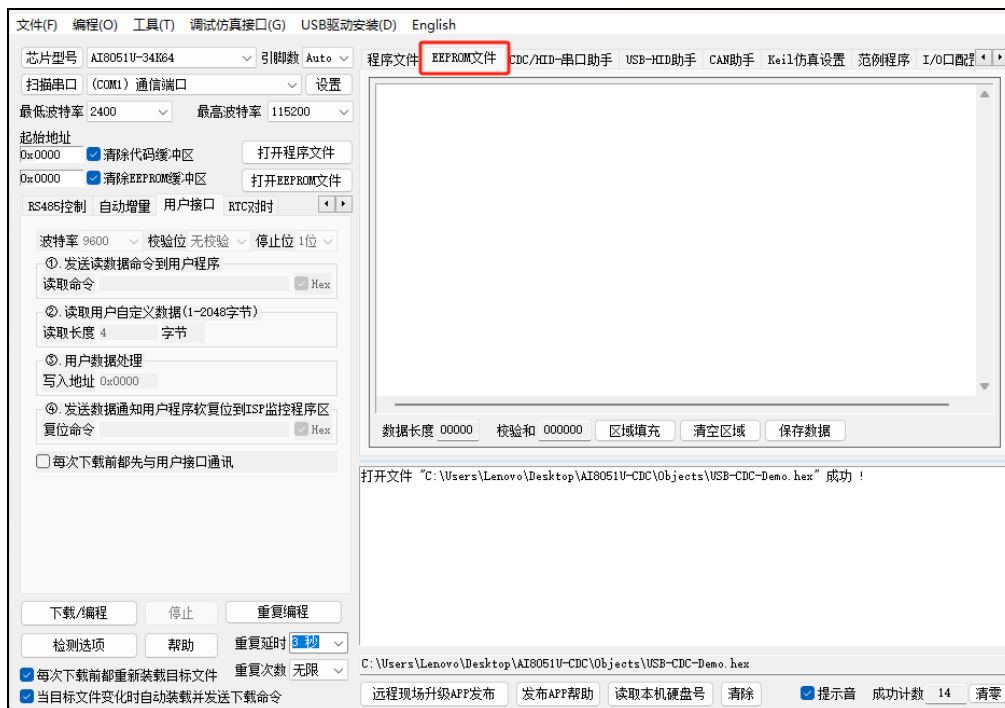 文件(F) 编程(O) 工具(T) 调试仿真接口(G) USB驱动安装(D) English
芯片型号 AI8051U-34K64 引脚数 Auto
扫描串口 (COM1) 通信端口 设置
最低波特率 2400 最高波特率 115200
起始地址
0x0000 清除代码缓冲区 打开程序文件
0x0000 清除EEPROM缓冲区 打开EEPROM文件
RS485控制 自动增量 用户接口 RTC对时
波特率 9600 校验位 无校验 停止位 1位
①.发送读数据命令到用户程序
读取命令 Hex
②.读取用户自定义数据(1-2048字节)
读取长度 4 字节
③.用户数据处理
写入地址 0x0000
④.发送数据通知用户程序软复位到ISP监控程序区
复位命令 Hex
每次下载前都先与用户接口通讯
下载/编程 停止 重复编程
检测选项 帮助 重复延时 3 秒
每次下载前都重新装载目标文件 重复次数 无限
当目标文件变化时自动装载并发送下载命令
程序文件 EEPROM文件 CDC/HID-串口助手 USB-HID助手 CAN助手 Keil仿真设置 范例程序 I/O口配
数据长度 00000 校验和 000000 区域填充 清空区域 保存数据
打开文件 "C:\Users\Lenovo\Desktop\AI8051U-CDC\Objects\USB-CDC-Demo.hex" 成功 !
C:\Users\Lenovo\Desktop\AI8051U-CDC\Objects\USB-CDC-Demo.hex
远程现场升级APP发布 发布APP帮助 读取本机硬盘号 清除 提示音 成功计数 14 清零